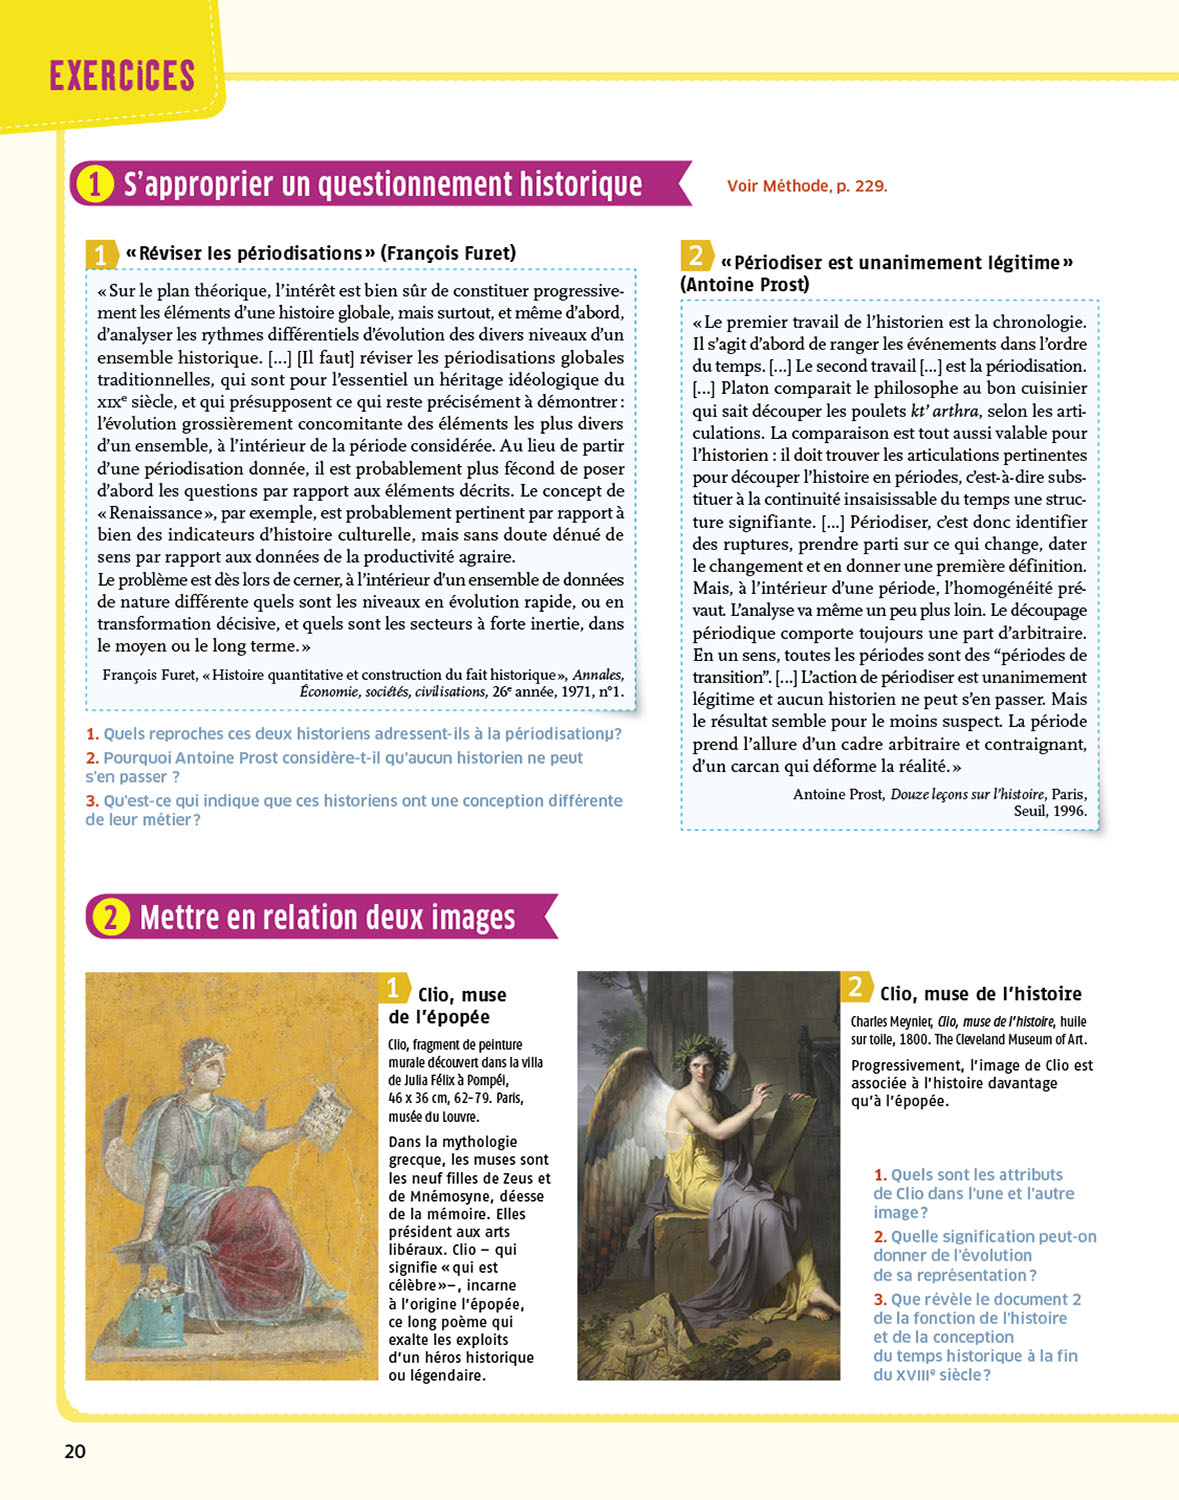 EXERCiCES
1 S’approprier un questionnement historique
Voir Méthode, p. 229.
1 « Réviser les périodisations » (François Furet)
« Sur le plan théorique, l’intérêt est bien sûr de constituer progressive-
ment les éléments d’une histoire globale, mais surtout, et même d’abord,
d’analyser les rythmes différentiels d’évolution des divers niveaux d’un
ensemble historique. [...] [Il faut] réviser les périodisations globales
traditionnelles, qui sont pour l’essentiel un héritage idéologique du
XIXe siècle, et qui présupposent ce qui reste précisément à démontrer :
l’évolution grossièrement concomitante des éléments les plus divers
d’un ensemble, à l’intérieur de la période considérée. Au lieu de partir
d’une périodisation donnée, il est probablement plus fécond de poser
d’abord les questions par rapport aux éléments décrits. Le concept de
« Renaissance », par exemple, est probablement pertinent par rapport à
bien des indicateurs d’histoire culturelle, mais sans doute dénué de
sens par rapport aux données de la productivité agraire.
Le problème est dès lors de cerner, à l’intérieur d’un ensemble de données
de nature différente quels sont les niveaux en évolution rapide, ou en
transformation décisive, et quels sont les secteurs à forte inertie, dans
le moyen ou le long terme. »
François Furet, « Histoire quantitative et construction du fait historique », Annales,
Économie, sociétés, civilisations, 26e année, 1971, n°1.
1. Quels reproches ces deux historiens adressent-ils à la périodisationµ?
2. Pourquoi Antoine Prost considère-t-il qu’aucun historien ne peut
s’en passer ?
3. Qu’est-ce qui indique que ces historiens ont une conception différente
de leur métier ?
2 « Périodiser est unanimement légitime »
(Antoine Prost)
« Le premier travail de l’historien est la chronologie.
Il s’agit d’abord de ranger les événements dans l’ordre
du temps. [...] Le second travail [...] est la périodisation.
[...] Platon comparait le philosophe au bon cuisinier
qui sait découper les poulets kt’ arthra, selon les arti-
culations. La comparaison est tout aussi valable pour
l’historien : il doit trouver les articulations pertinentes
pour découper l’histoire en périodes, c’est-à-dire subs-
tituer à la continuité insaisissable du temps une struc-
ture signifiante. [...] Périodiser, c’est donc identifier
des ruptures, prendre parti sur ce qui change, dater
le changement et en donner une première définition.
Mais, à l’intérieur d’une période, l’homogénéité pré-
vaut. L’analyse va même un peu plus loin. Le découpage
périodique comporte toujours une part d’arbitraire.
En un sens, toutes les périodes sont des “périodes de
transition”. [...] L’action de périodiser est unanimement
légitime et aucun historien ne peut s’en passer. Mais
le résultat semble pour le moins suspect. La période
prend l’allure d’un cadre arbitraire et contraignant,
d’un carcan qui déforme la réalité. »
Antoine Prost, Douze leçons sur l’histoire, Paris,
Seuil, 1996.
2 Mettre en relation deux images
1 Clio, muse
de l’épopée
Clio, fragment de peinture
murale découvert dans la villa
de Julia Félix à Pompéi,
46 x 36 cm, 62-79. Paris,
musée du Louvre.
Dans la mythologie
grecque, les muses sont
les neuf filles de Zeus et
de Mnémosyne, déesse
de la mémoire. Elles
président aux arts
libéraux. Clio – qui
signifie « qui est
célèbre »–, incarne
à l’origine l’épopée,
ce long poème qui
exalte les exploits
d’un héros historique
ou légendaire.
2 Clio, muse de l’histoire
Charles Meynier, Clio, muse de l’histoire, huile
sur toile, 1800. The Cleveland Museum of Art.
Progressivement, l’image de Clio est
associée à l’histoire davantage
qu’à l’épopée.
1. Quels sont les attributs
de Clio dans l’une et l’autre
image ?
2. Quelle signification peut-on
donner de l’évolution
de sa représentation ?
3. Que révèle le document 2
de la fonction de l’histoire
et de la conception
du temps historique à la fin
du XVIIIe siècle ?
20